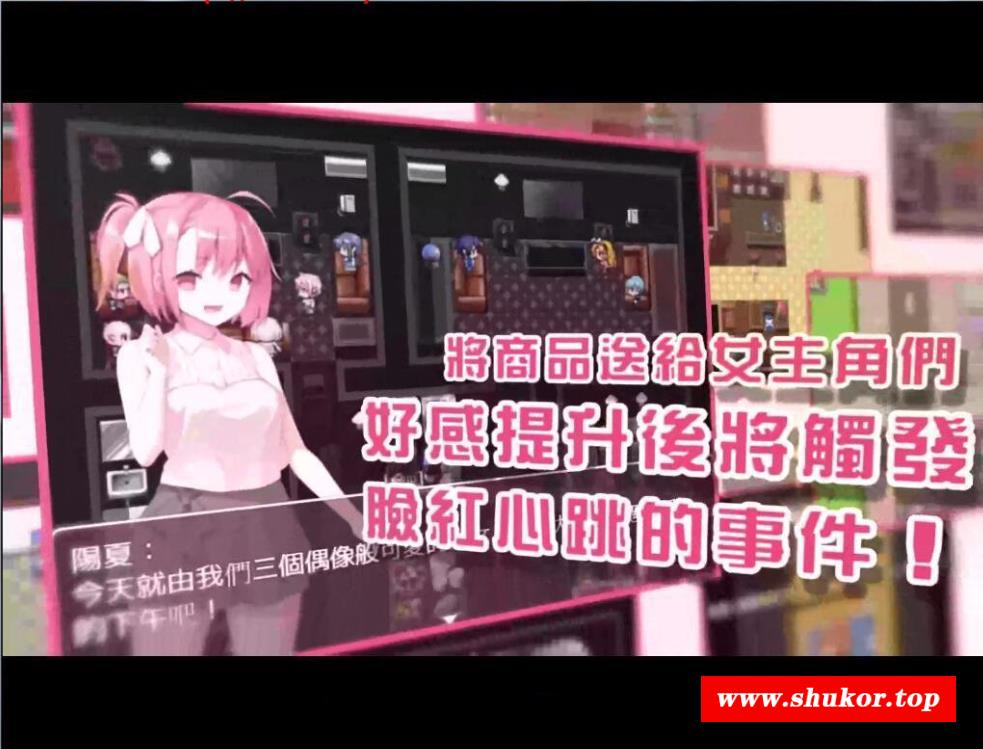 將商品送給女主角們
好感提升後將觸發
臉紅心跳的事件！
陽夏：
今天就由我們三個偶像般可愛的
的下午吧！
www.shukor.top